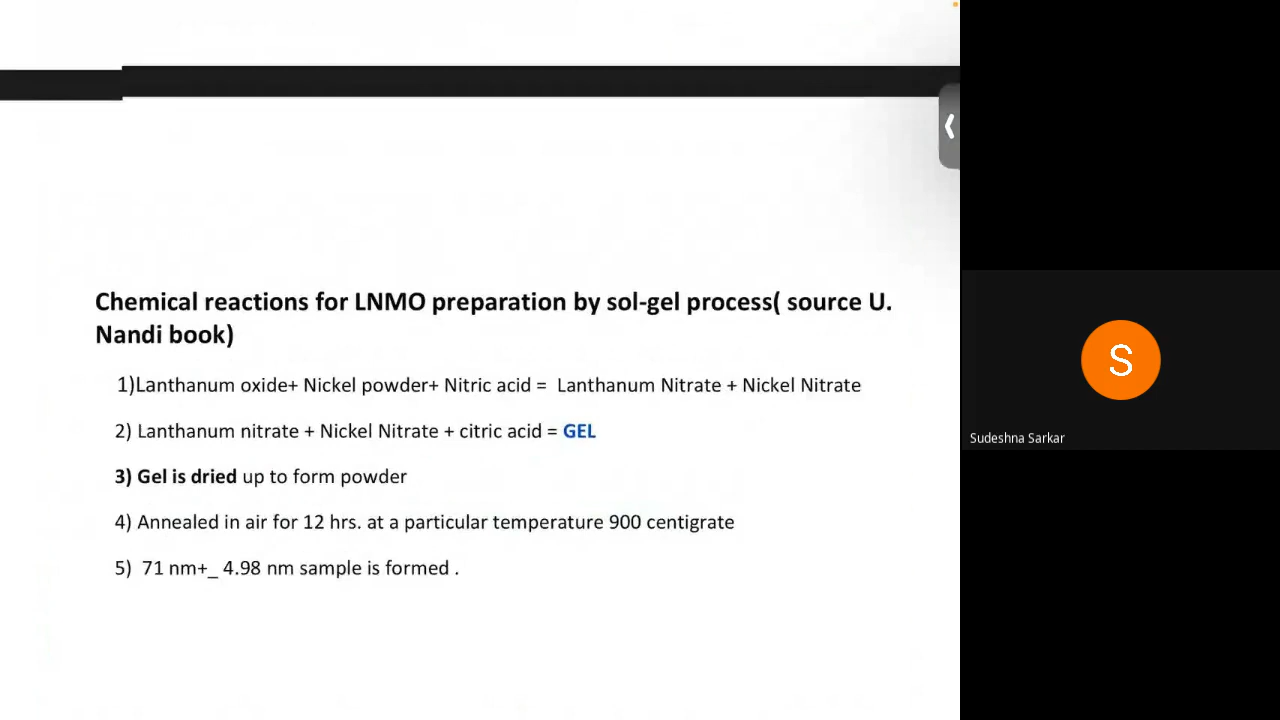 Chemical reactions for LNMO preparation by sol-gel process( source U.
Nandi book)
1)Lanthanum oxide+ Nickel powder+ Nitric acid = Lanthanum Nitrate + Nickel Nitrate
2) Lanthanum nitrate + Nickel Nitrate + citric acid = GEL
3) Gel is dried up to form powder
4) Annealed in air for 12 hrs. at a particular temperature 900 centigrate
5) 71 nm+_ 4.98 nm sample is formed .
S
Sudeshna Sarkar